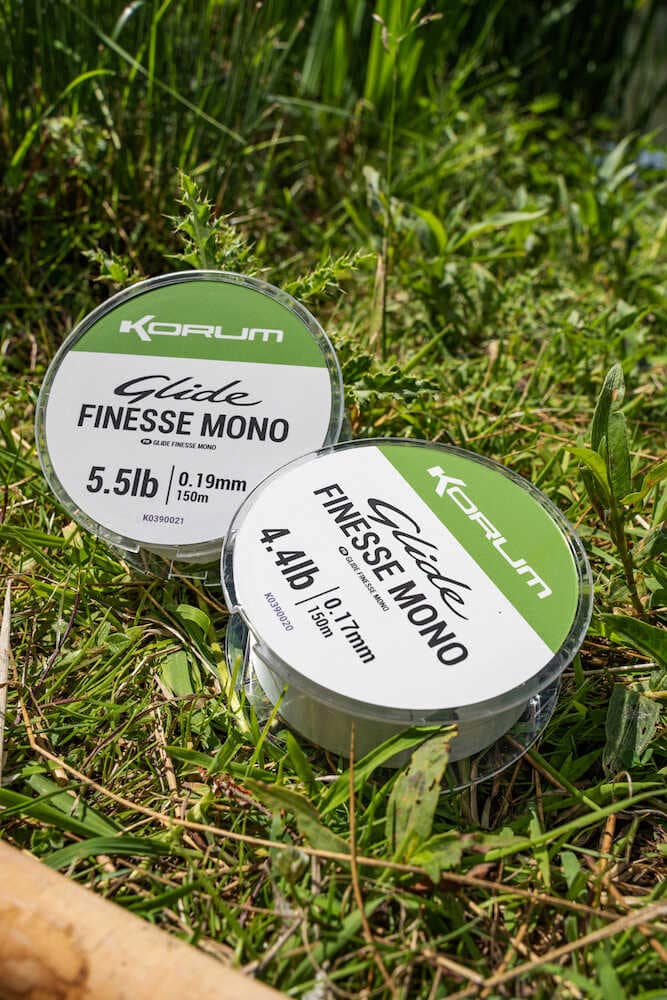 KORUM
Glide
FINESSE MONO
FR GLIDE FINESSE MONO
5.5lb
0.19mm
150m
K0390021
KORUM
Glide
FINESSE MONO
GLIDE FINESSE MONO
4.4lb
0.17mm
150m
K0390020